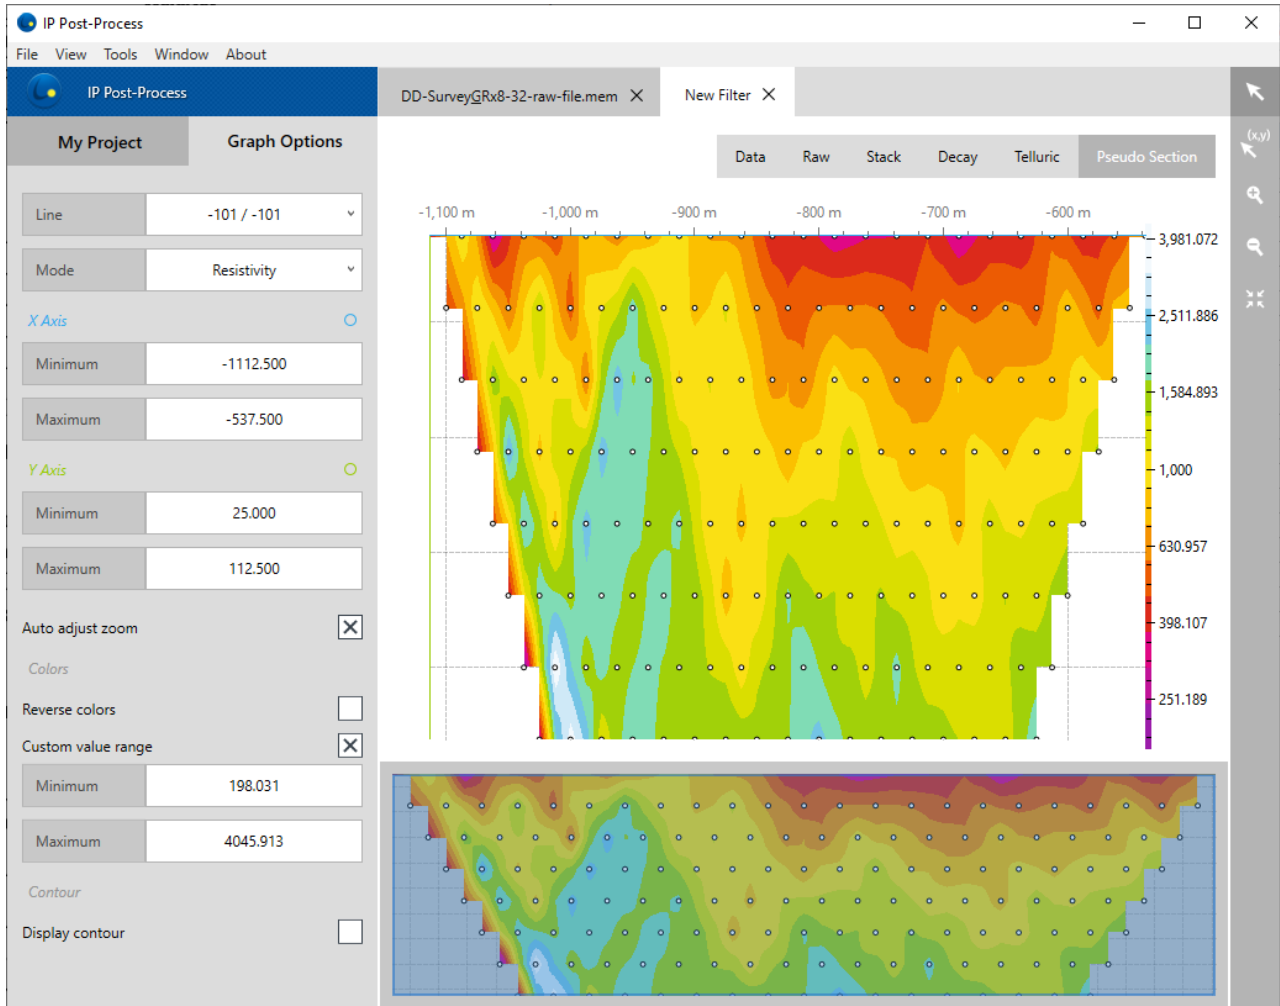 IP Post-Process
File View Tools Window About
IP Post-Process
DD-SurveyGRx8-32-raw-file.mem
New Filter
My Project
Graph Options
Data Raw Stack Decay Telluric Pseudo Section
(x,y)
Line -101 / -101
Mode Resistivity
X Axis
Minimum -1112.500
Maximum -537.500
Y Axis
Minimum 25.000
Maximum 112.500
Auto adjust zoom
Colors
Reverse colors
Custom value range
Minimum 198.031
Maximum 4045.913
Contour
Display contour
-1,100 m -1,000 m -900 m -800 m -700 m -600 m
3,981.072
2,511.886
1,584.893
1,000
630.957
398.107
251.189